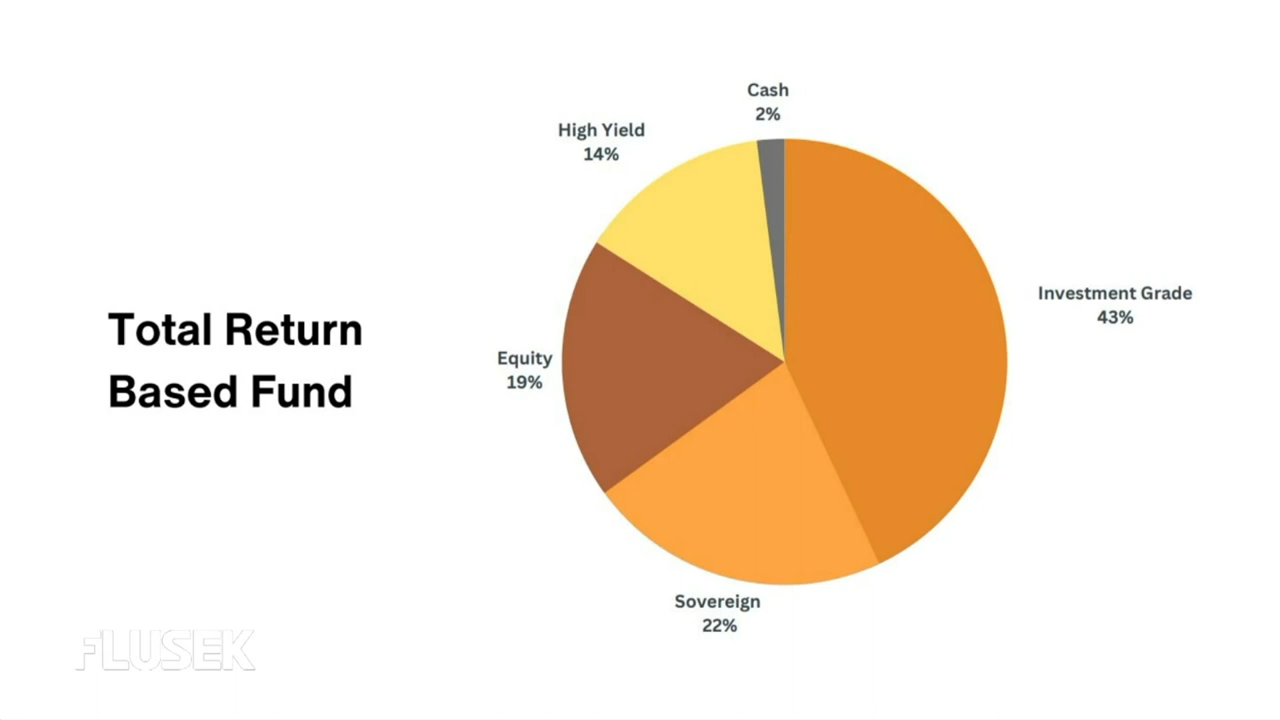 Total Return
Based Fund
Cash
2%
High Yield
14%
Investment Grade
43%
Equity
19%
Sovereign
22%
FLUSEK